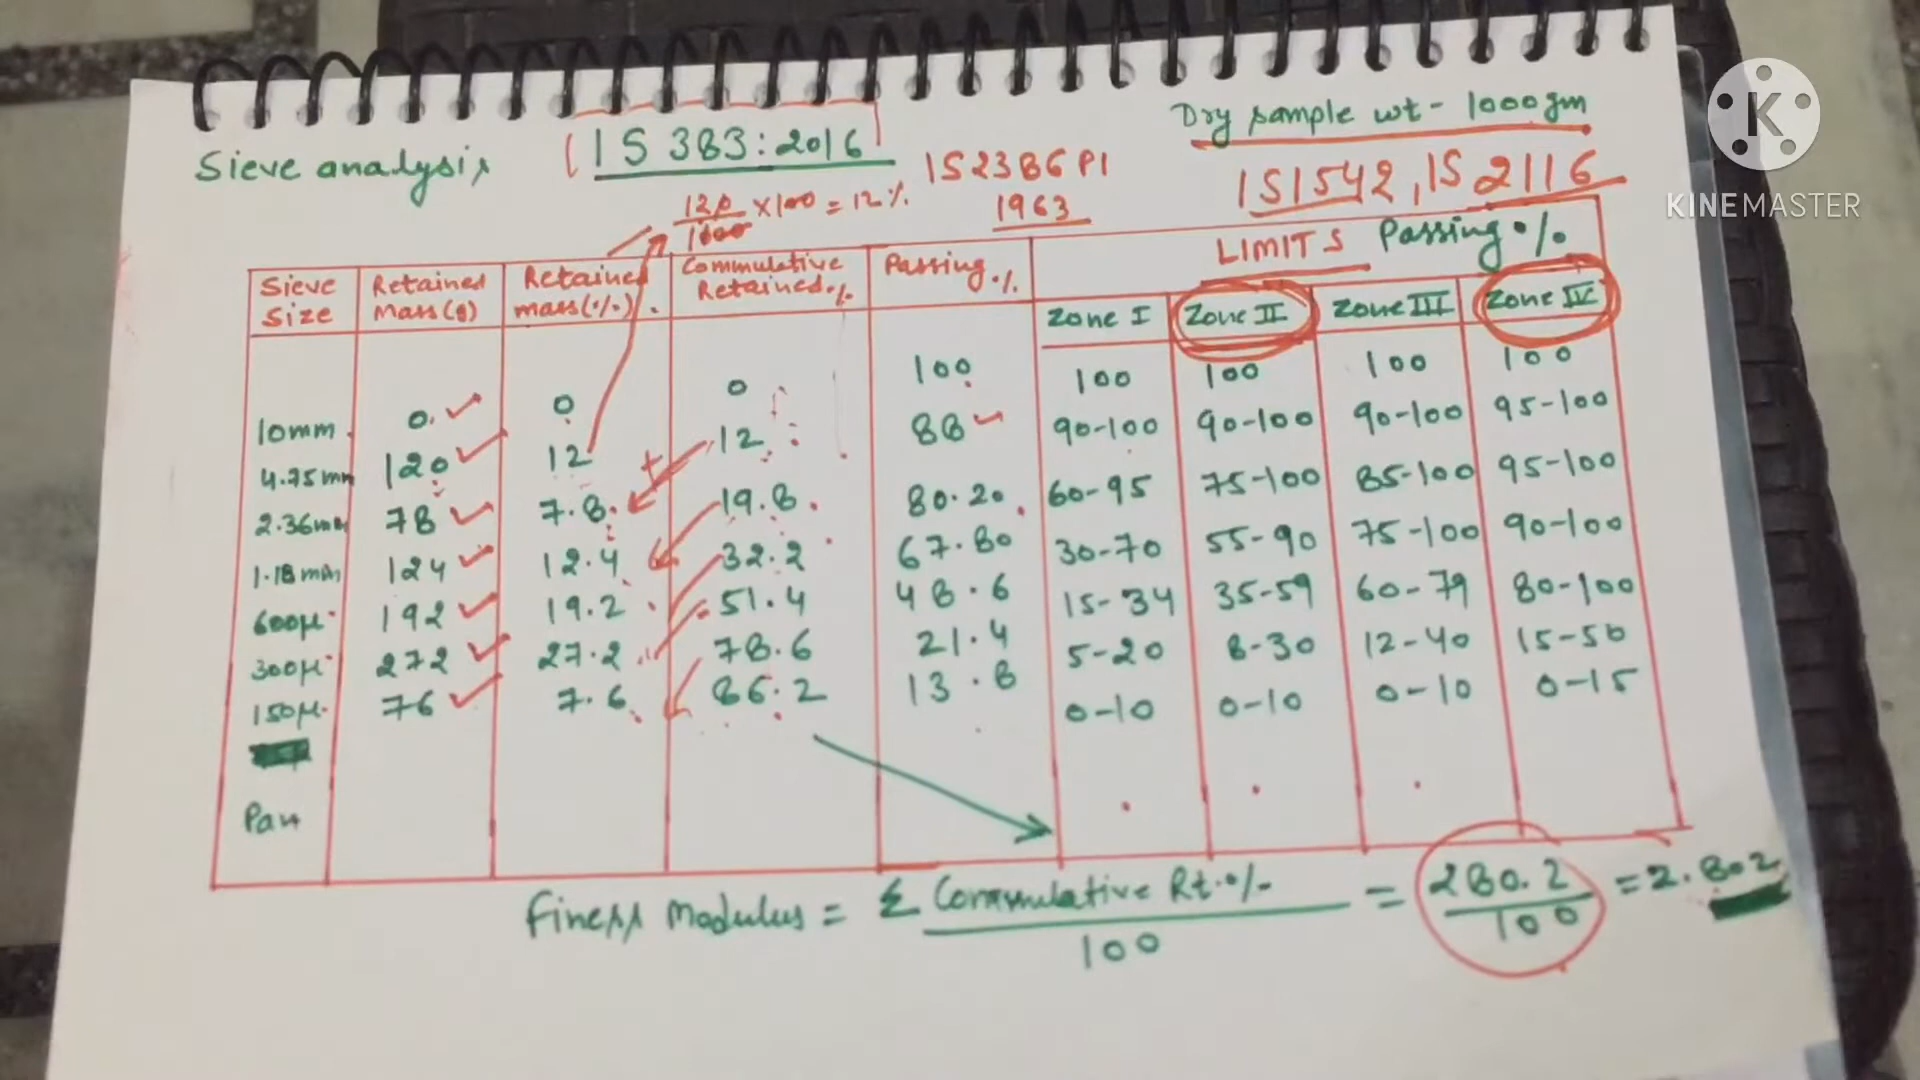 Sieve analysis
IS 383:2016
IS2386 P1
1963
Dry sample wt - 1000gm
IS1542, IS 2116
120/1000 ×100 = 12%
LIMITS Passing %
Sieve Size | Retained Mass(g) | Retained mass(%) | Commulative Retained % | Passing % | Zone I | Zone II | Zone III | Zone IV
10mm | 0 | 0 | 0 | 100 | 100 | 100 | 100 | 100
4.75mm | 120 | 12 | 12 | 88 | 90-100 | 90-100 | 90-100 | 95-100
2.36mm | 78 | 7.8 | 19.8 | 80.20 | 60-95 | 75-100 | 85-100 | 95-100
1.18mm | 124 | 12.4 | 32.2 | 67.80 | 30-70 | 55-90 | 75-100 | 90-100
600μ | 192 | 19.2 | 51.4 | 48.6 | 15-34 | 35-59 | 60-79 | 80-100
300μ | 272 | 27.2 | 78.6 | 21.4 | 5-20 | 8-30 | 12-40 | 15-50
150μ | 76 | 7.6 | 86.2 | 13.8 | 0-10 | 0-10 | 0-10 | 0-15
Pan
Finess Modulus = Σ Commulative Rt.% / 100 = 280.2/100 = 2.802
K
KINEMASTER